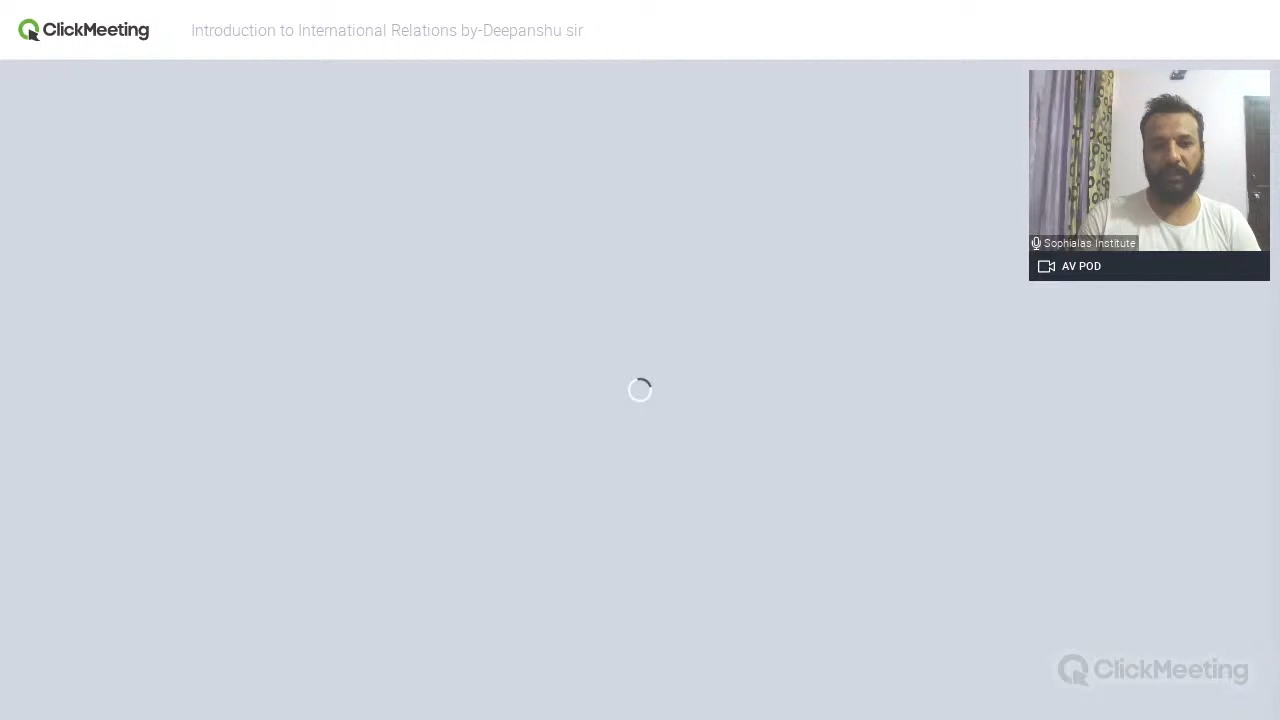 ClickMeeting
Introduction to International Relations by-Deepanshu sir
Sophialas Institute
AV POD
ClickMeeting